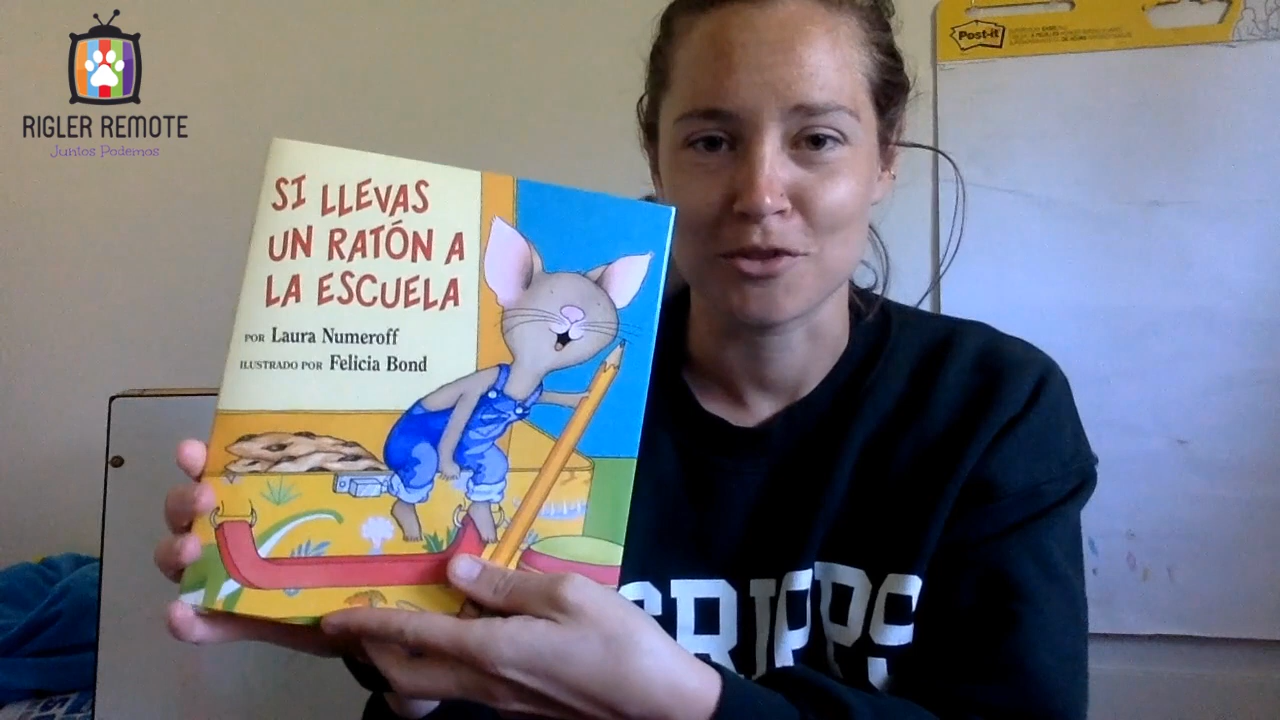 RIGLER REMOTE
Juntos Podemos
SI LLEVAS
UN RATÓN A
LA ESCUELA
POR Laura Numeroff
ILUSTRADO POR Felicia Bond
Post-it
SCRIPPS